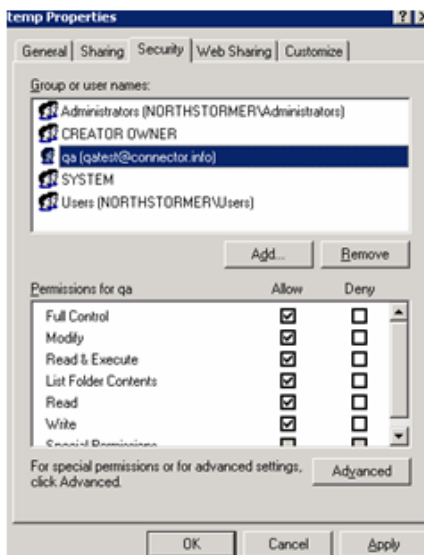 temp Properties
General Sharing Security Web Sharing Customize
Group or user names:
Administrators (NORTHSTORMER\Administrators)
CREATOR OWNER
qa (qatest@connector.info)
SYSTEM
Users (NORTHSTORMER\Users)
Add... Remove
Permissions for qa Allow Deny
Full Control
Modify
Read & Execute
List Folder Contents
Read
Write
Special Permissions
For special permissions or for advanced settings, click Advanced. Advanced
OK Cancel Apply